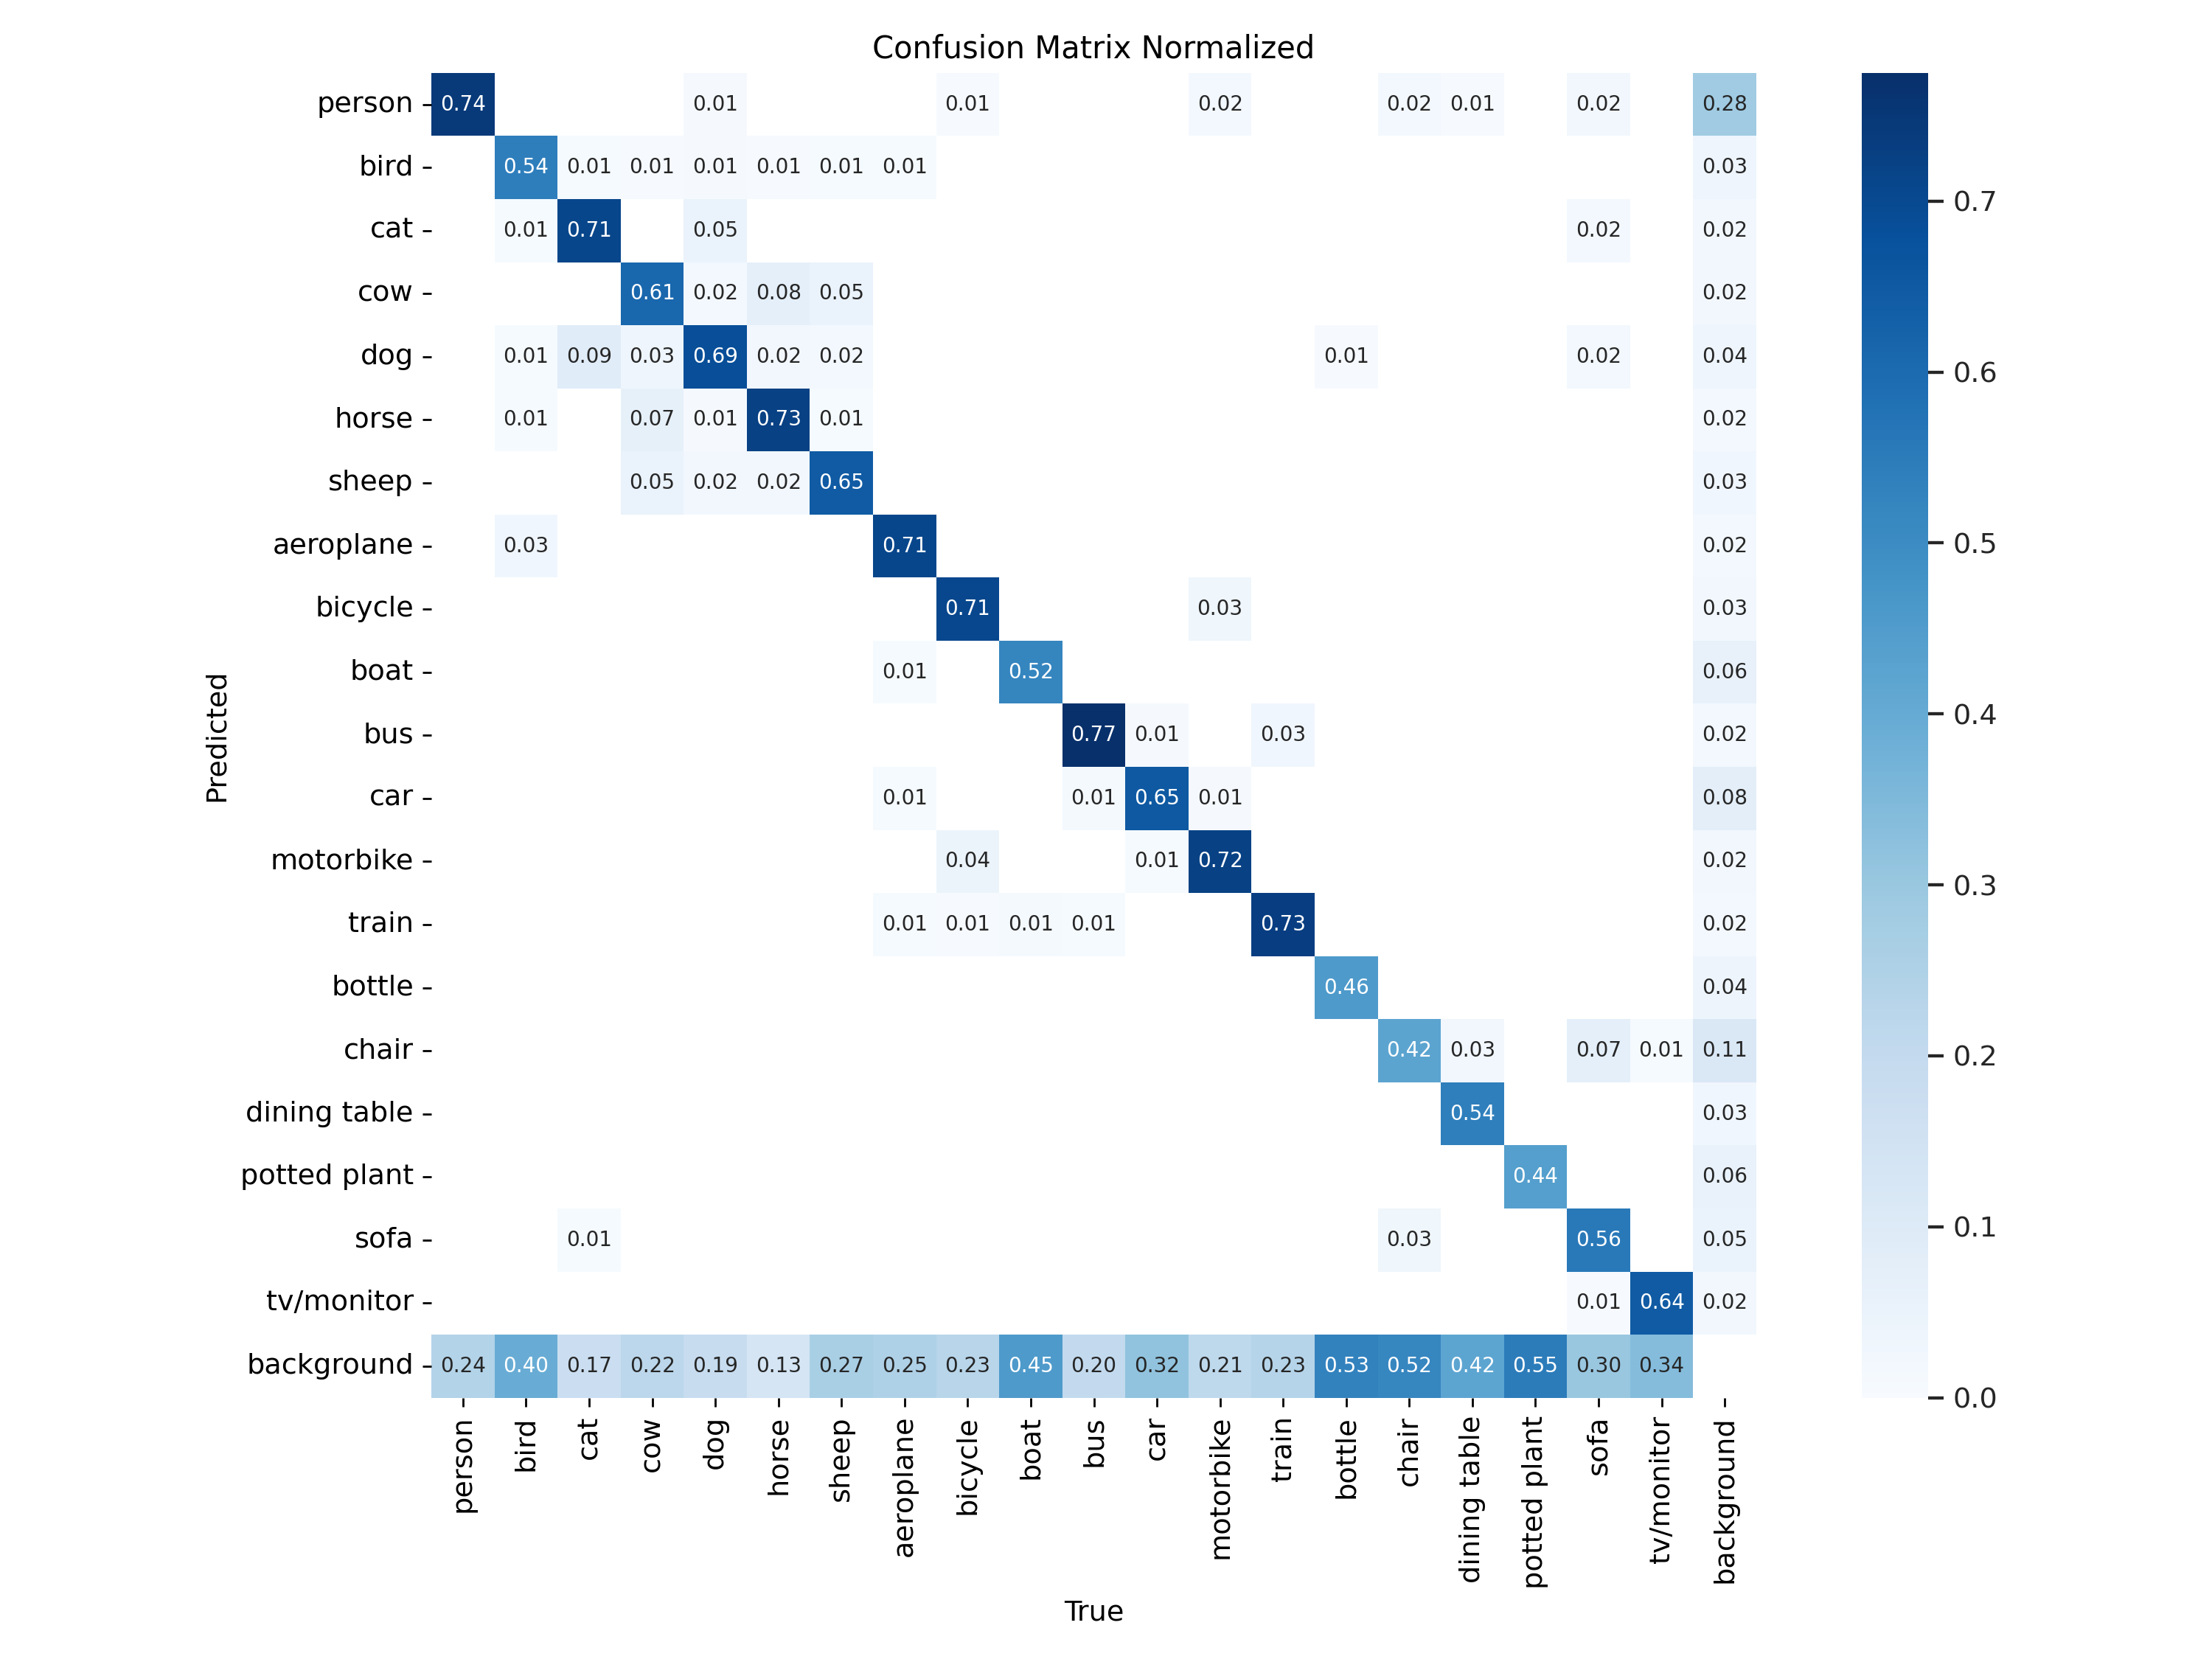 Confusion Matrix Normalized
person 0.74 0.01 0.01 0.02 0.02 0.01 0.02 0.28
bird 0.54 0.01 0.01 0.01 0.01 0.01 0.01 0.03
cat 0.01 0.71 0.05 0.02 0.02
cow 0.61 0.02 0.08 0.05 0.02
dog 0.01 0.09 0.03 0.69 0.02 0.02 0.01 0.02 0.04
horse 0.01 0.07 0.01 0.73 0.01 0.02
sheep 0.05 0.02 0.02 0.65 0.03
aeroplane 0.03 0.71 0.02
bicycle 0.71 0.03 0.03
boat 0.01 0.52 0.06
bus 0.77 0.01 0.03 0.02
car 0.01 0.01 0.65 0.01 0.08
motorbike 0.04 0.01 0.72 0.02
train 0.01 0.01 0.01 0.01 0.73 0.02
bottle 0.46 0.04
chair 0.42 0.03 0.07 0.01 0.11
dining table 0.54 0.03
potted plant 0.44 0.06
sofa 0.01 0.03 0.56 0.05
tv/monitor 0.01 0.64 0.02
background 0.24 0.40 0.17 0.22 0.19 0.13 0.27 0.25 0.23 0.45 0.20 0.32 0.21 0.23 0.53 0.52 0.42 0.55 0.30 0.34
person bird cat cow dog horse sheep aeroplane bicycle boat bus car motorbike train bottle chair dining table potted plant sofa tv/monitor background
True
Predicted
0.7
0.6
0.5
0.4
0.3
0.2
0.1
0.0